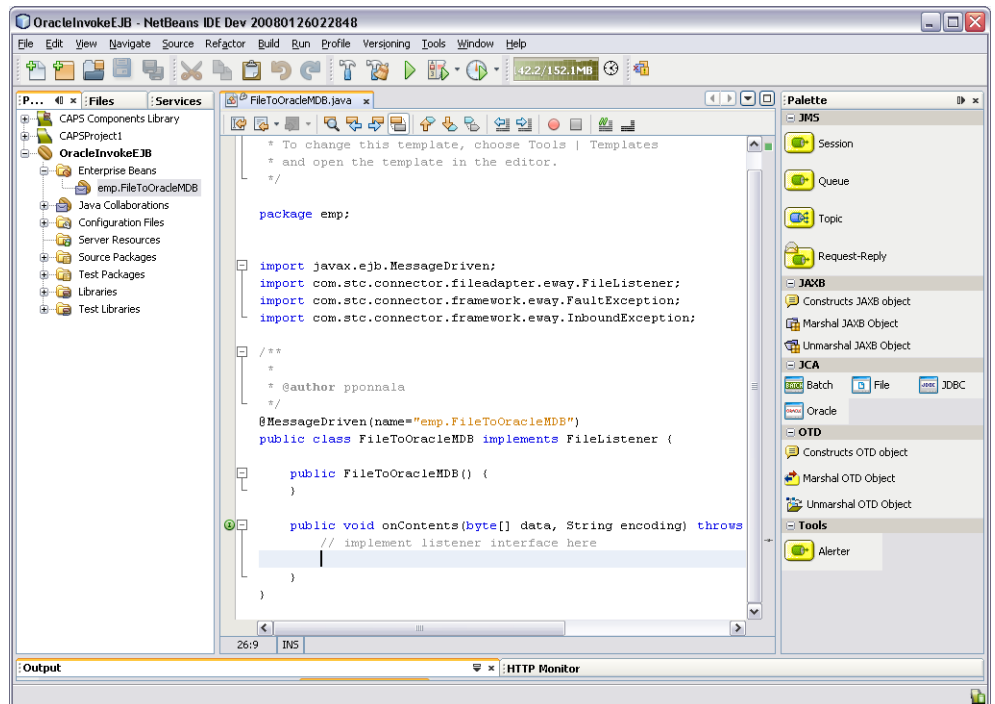 OracleInvokeEJB - NetBeans IDE Dev 20080126022848
File Edit View Navigate Source Refactor Build Run Profile Versioning Tools Window Help
42.2/152.1MB
P... Files Services
CAPS Components Library
CAPSProject1
OracleInvokeEJB
Enterprise Beans
emp.FileToOracleMDB
Java Collaborations
Configuration Files
Server Resources
Source Packages
Test Packages
Libraries
Test Libraries
FileToOracleMDB.java
* To change this template, choose Tools | Templates
* and open the template in the editor.
*/
package emp;
import javax.ejb.MessageDriven;
import com.stc.connector.fileadapter.eway.FileListener;
import com.stc.connector.framework.eway.FaultException;
import com.stc.connector.framework.eway.InboundException;
/**
*
* @author pponnala
*/
@MessageDriven(name="emp.FileToOracleMDB")
public class FileToOracleMDB implements FileListener {
public FileToOracleMDB() {
}
public void onContents(byte[] data, String encoding) throws
// implement listener interface here
}
}
26:9 INS
Palette
JMS
Session
Queue
Topic
Request-Reply
JAXB
Constructs JAXB object
Marshal JAXB Object
Unmarshal JAXB Object
JCA
Batch File JDBC
Oracle
OTD
Constructs OTD object
Marshal OTD Object
Unmarshal OTD Object
Tools
Alerter
Output
HTTP Monitor